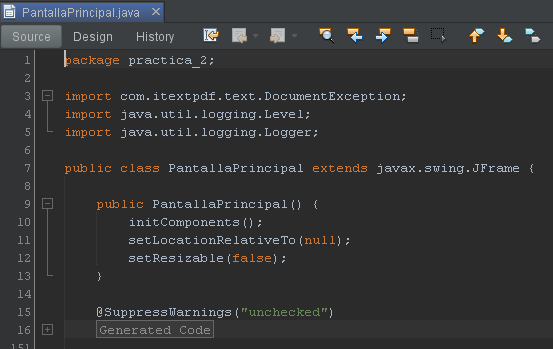 PantallaPrincipal.java
Source Design History
1 package practica_2;
2
3 import com.itextpdf.text.DocumentException;
4 import java.util.logging.Level;
5 import java.util.logging.Logger;
6
7 public class PantallaPrincipal extends javax.swing.JFrame {
8
9 public PantallaPrincipal() {
10 initComponents();
11 setLocationRelativeTo(null);
12 setResizable(false);
13 }
14
15 @SuppressWarnings("unchecked")
16 Generated Code
151